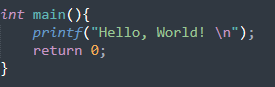 int main(){
    printf("Hello, World! \n");
    return 0;
}